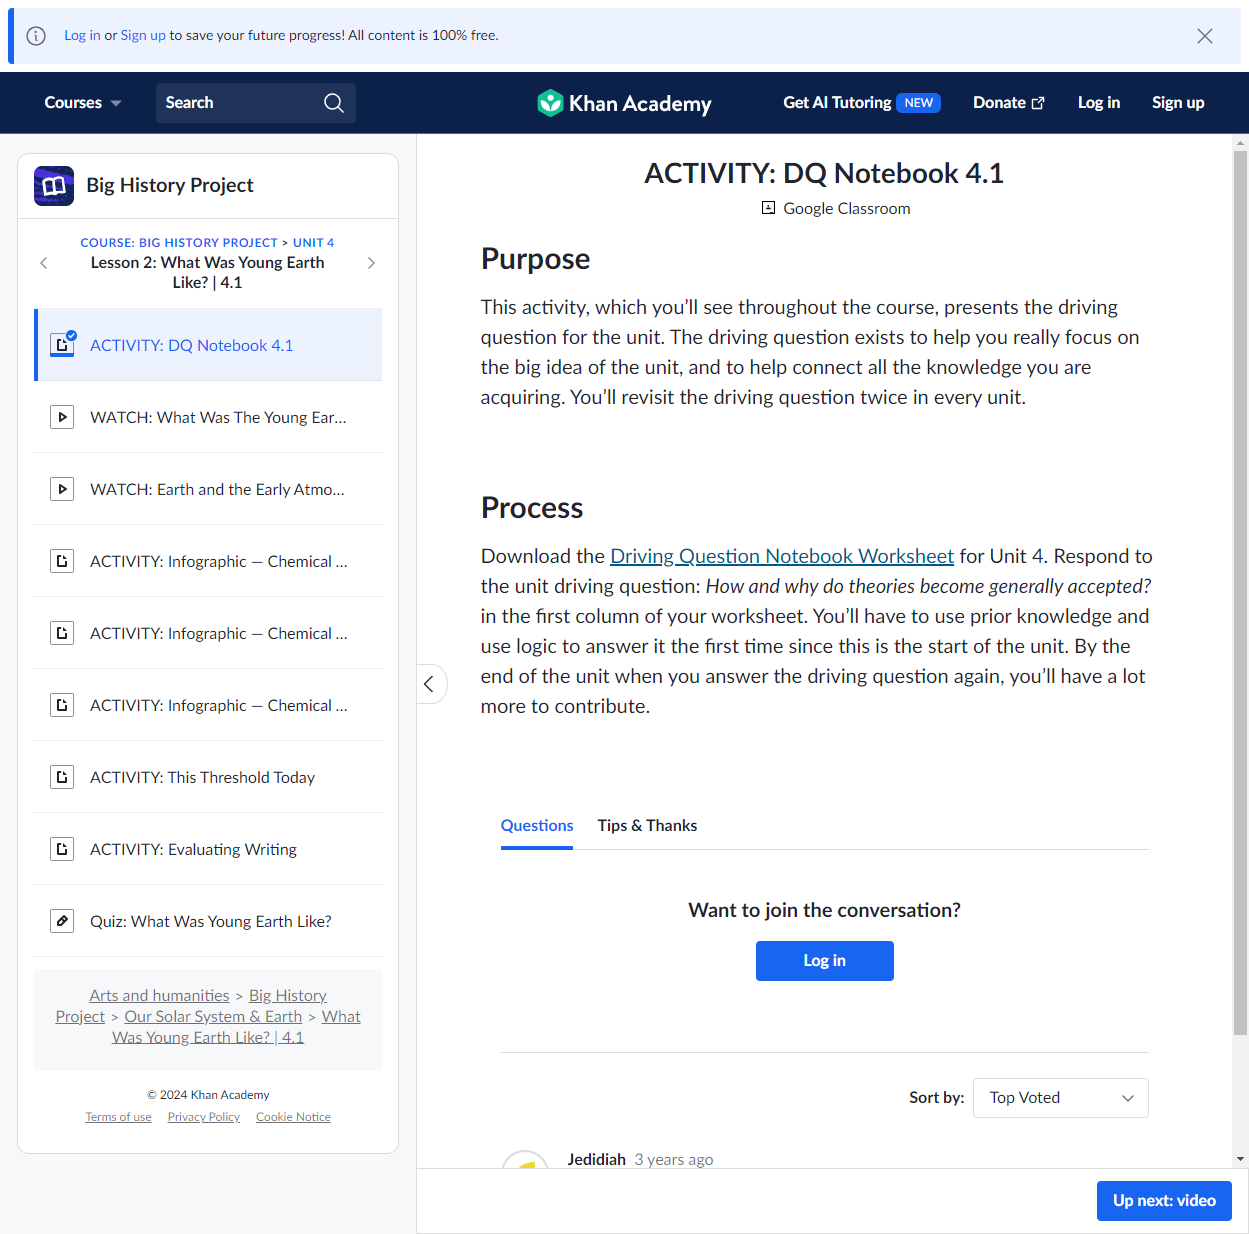 Log in or Sign up to save your future progress! All content is 100% free.
Courses
Search
Khan Academy
Get AI Tutoring NEW
Donate
Log in
Sign up
Big History Project
COURSE: BIG HISTORY PROJECT > UNIT 4
Lesson 2: What Was Young Earth
Like? | 4.1
ACTIVITY: DQ Notebook 4.1
WATCH: What Was The Young Ear...
WATCH: Earth and the Early Atmo...
ACTIVITY: Infographic — Chemical ...
ACTIVITY: Infographic — Chemical ...
ACTIVITY: Infographic — Chemical ...
ACTIVITY: This Threshold Today
ACTIVITY: Evaluating Writing
Quiz: What Was Young Earth Like?
Arts and humanities > Big History
Project > Our Solar System & Earth > What
Was Young Earth Like? | 4.1
© 2024 Khan Academy
Terms of use Privacy Policy Cookie Notice
ACTIVITY: DQ Notebook 4.1
Google Classroom
Purpose
This activity, which you’ll see throughout the course, presents the driving
question for the unit. The driving question exists to help you really focus on
the big idea of the unit, and to help connect all the knowledge you are
acquiring. You’ll revisit the driving question twice in every unit.
Process
Download the Driving Question Notebook Worksheet for Unit 4. Respond to
the unit driving question: How and why do theories become generally accepted?
in the first column of your worksheet. You’ll have to use prior knowledge and
use logic to answer it the first time since this is the start of the unit. By the
end of the unit when you answer the driving question again, you’ll have a lot
more to contribute.
Questions Tips & Thanks
Want to join the conversation?
Log in
Sort by: Top Voted
Jedidiah 3 years ago
Up next: video